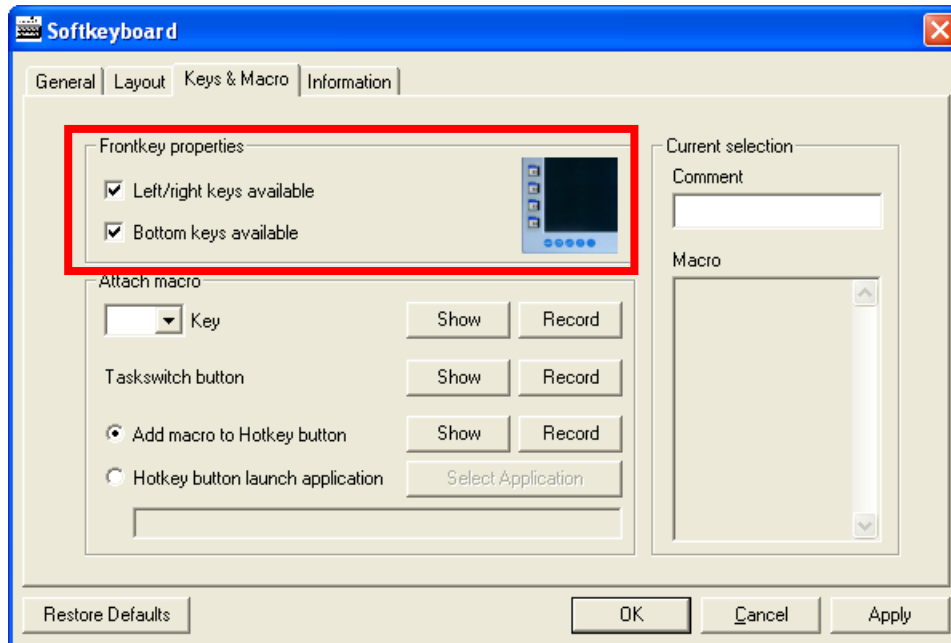 Softkeyboard
General Layout Keys & Macro Information
Frontkey properties
Left/right keys available
Bottom keys available
Attach macro
Key Show Record
Taskswitch button Show Record
Add macro to Hotkey button Show Record
Hotkey button launch application Select Application
Current selection
Comment
Macro
Restore Defaults OK Cancel Apply